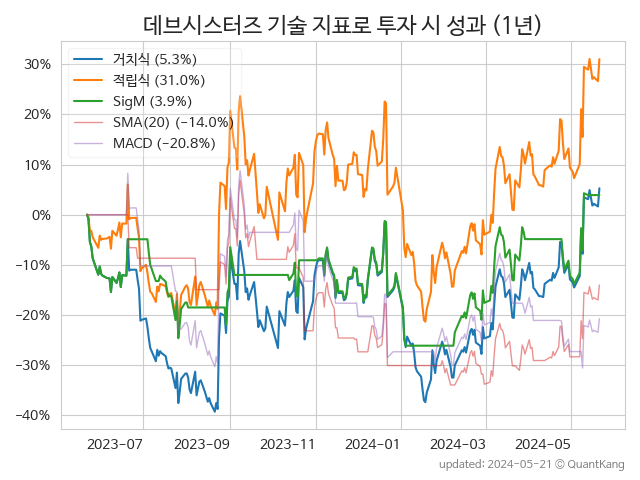 데브시스터즈 기술 지표로 투자 시 성과 (1년)
거치식 (5.3%)
적립식 (31.0%)
SigM (3.9%)
SMA(20) (−14.0%)
MACD (−20.8%)
30%
20%
10%
0%
−10%
−20%
−30%
−40%
2023-07
2023-09
2023-11
2024-01
2024-03
2024-05
updated: 2024-05-21 © QuantKang